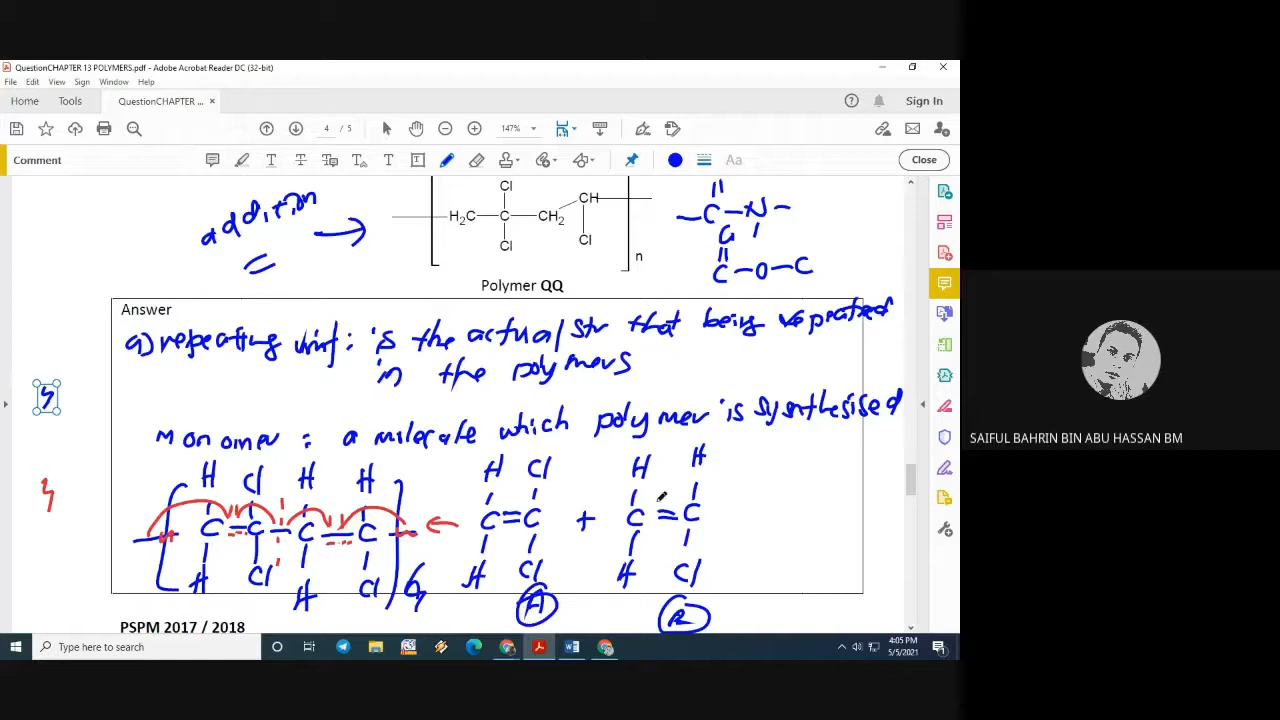 QuestionCHAPTER 13 POLYMERS.pdf - Adobe Acrobat Reader DC (32-bit)
File Edit View Sign Window Help
Home Tools QuestionCHAPTER ... × Sign In
4 / 5 147%
Comment Aa Close
addition
Cl
H₂C C CH₂ CH
Cl Cl
n
C N
C O C
Polymer QQ
Answer
a) repeating unit : is the actual str that being repeated
in the polymers
Monomer : a molecule which polymer is synthesised
H Cl H H H Cl H H
C C C C C = C + C = C
H Cl H Cl H Cl H Cl
PSPM 2017 / 2018
SAIFUL BAHRIN BIN ABU HASSAN BM
Type here to search
4:05 PM
5/5/2021